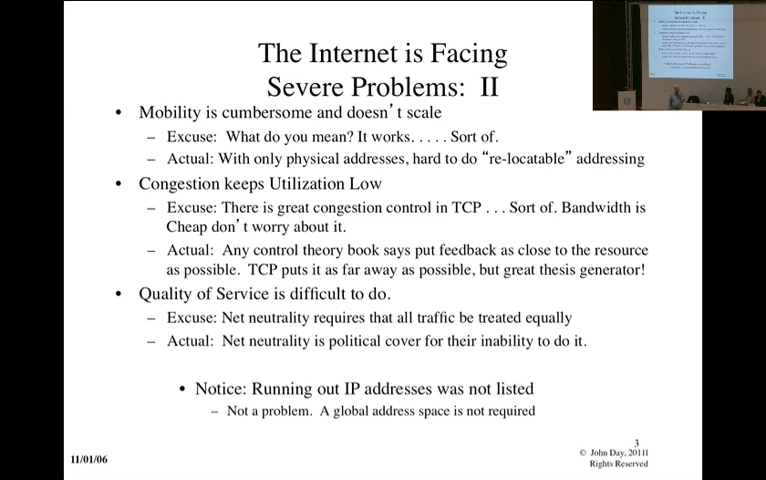 The Internet is Facing
Severe Problems: II
• Mobility is cumbersome and doesn't scale
– Excuse: What do you mean? It works. . . . . Sort of.
– Actual: With only physical addresses, hard to do “re-locatable” addressing
• Congestion keeps Utilization Low
– Excuse: There is great congestion control in TCP . . . Sort of. Bandwidth is
Cheap don't worry about it.
– Actual: Any control theory book says put feedback as close to the resource
as possible. TCP puts it as far away as possible, but great thesis generator!
• Quality of Service is difficult to do.
– Excuse: Net neutrality requires that all traffic be treated equally
– Actual: Net neutrality is political cover for their inability to do it.
• Notice: Running out IP addresses was not listed
– Not a problem. A global address space is not required
11/01/06
3
© John Day, 2011l
Rights Reserved